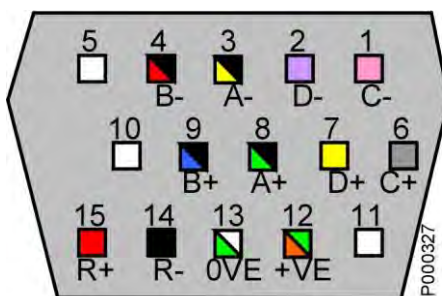 5 4 3 2 1
B- A- D- C-
10 9 8 7 6
B+ A+ D+ C+
15 14 13 12 11
R+ R- 0VE +VE
P000327